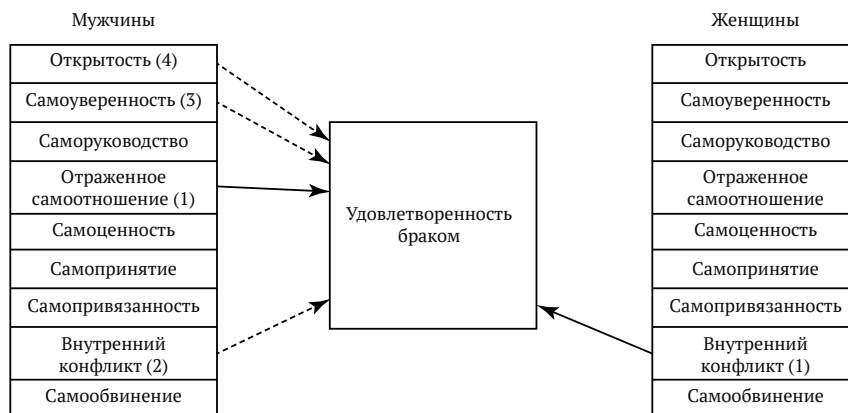 Мужчины
Открытость (4)
Самоуверенность (3)
Саморуководство
Отраженное
самоотношение (1)
Самоценность
Самопринятие
Самопривязанность
Внутренний
конфликт (2)
Самообвинение
Удовлетворенность
браком
Женщины
Открытость
Самоуверенность
Саморуководство
Отраженное
самоотношение
Самоценность
Самопринятие
Самопривязанность
Внутренний
конфликт (1)
Самообвинение